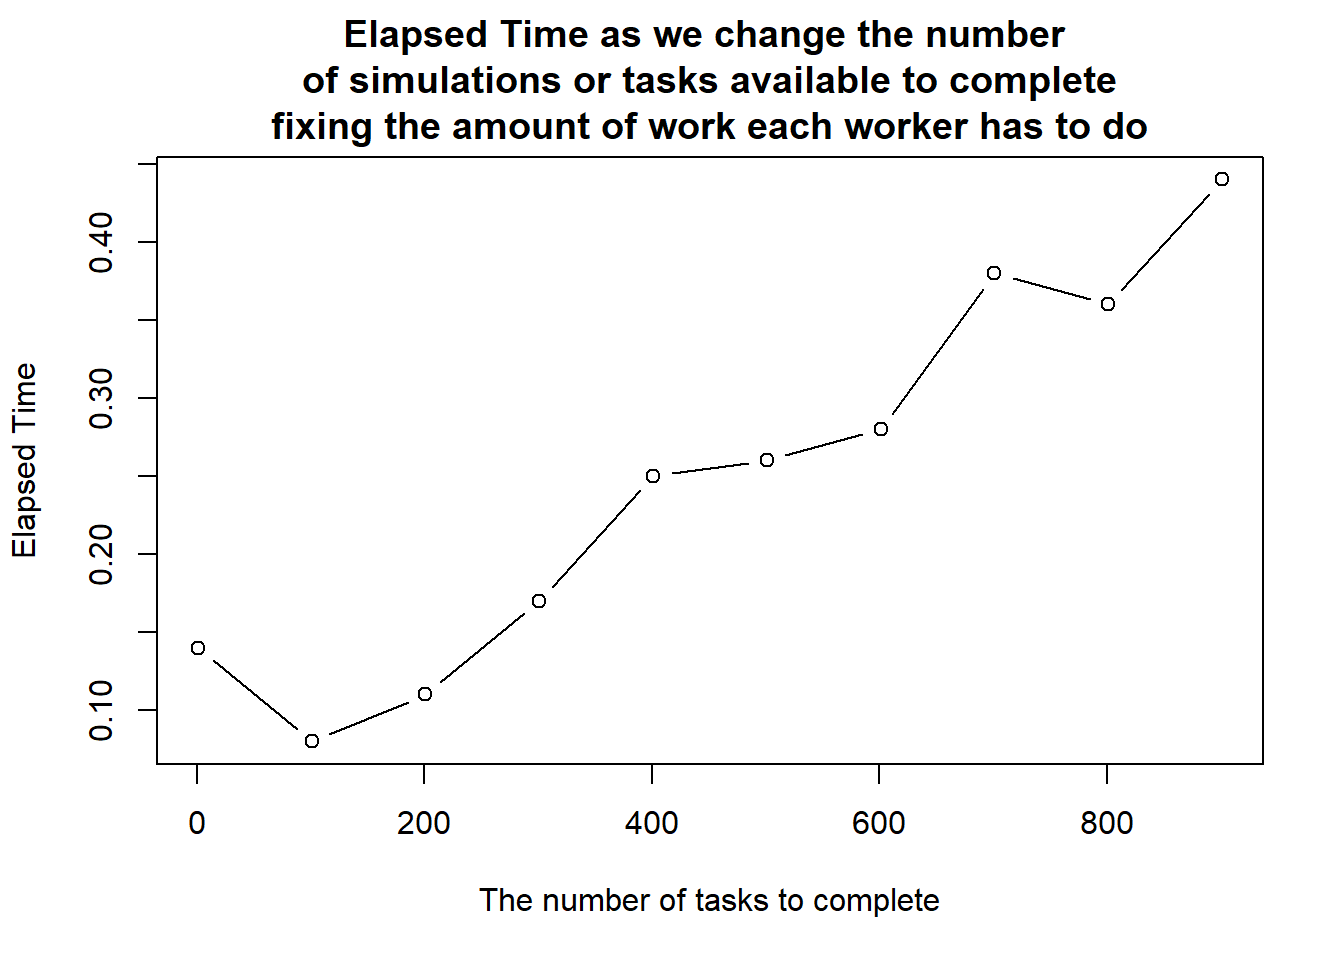 Elapsed Time as we change the number
of simulations or tasks available to complete
fixing the amount of work each worker has to do
Elapsed Time
0.40
0.30
0.20
0.10
0 200 400 600 800
The number of tasks to complete